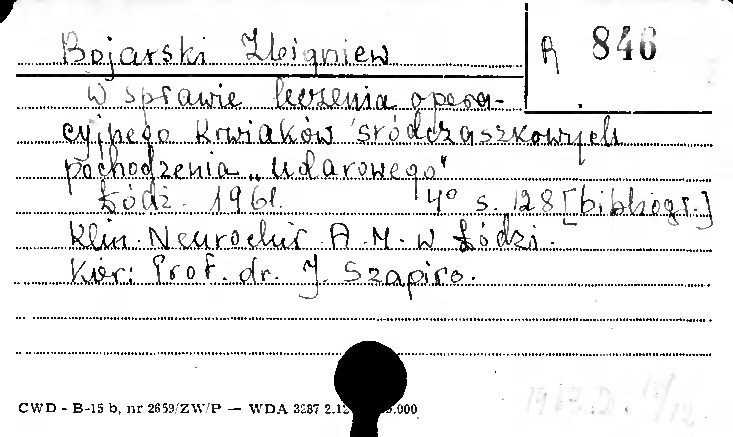 Bojarski Zbigniew
A 846
W sprawie leczenia opera-
cyjnego krwiaków śródczaszkowych
pochodzenia „udarowego"
Łódź. 1961. 4° s. 128 [bibliogr.]
Klin. Neurochir A. M. w Łodzi.
Kier: Prof. dr. J. Szapiro.
CWD - B-15 b, nr 2659/ZW/P — WDA 3287 2.12
.000